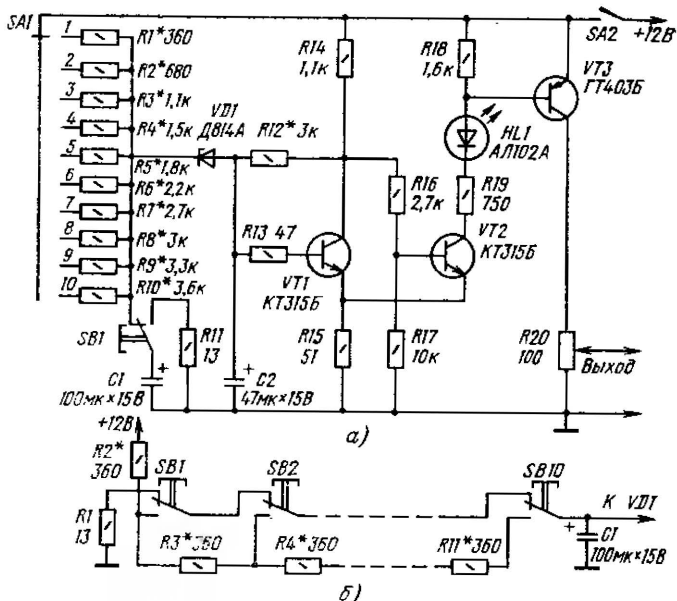 SA1
1
R1*360
2
R2*680
3
R3*1,1к
4
R4*1,5к
5
R5*1,8к
6
R6*2,2к
7
R7*2,7к
8
R8*3к
9
R9*3,3к
10
R10*3,6к
VD1
Д814А
R12*3к
R13 47
R14
1,1к
R18
1,6к
SA2
+12В
VT3
ГТ403Б
HL1
АЛ102А
R16
2,7к
R19
750
VT2
КТ315Б
VT1
КТ315Б
SB1
R11
13
R15
51
R17
10к
R20
100
Выход
C1
100мк×15В
C2
47мк×15В
а)
+12В
R2*
360
SB1
SB2
SB10
К VD1
R1
13
R3*360
R4*360
R11*360
C1
100мк×15В
б)